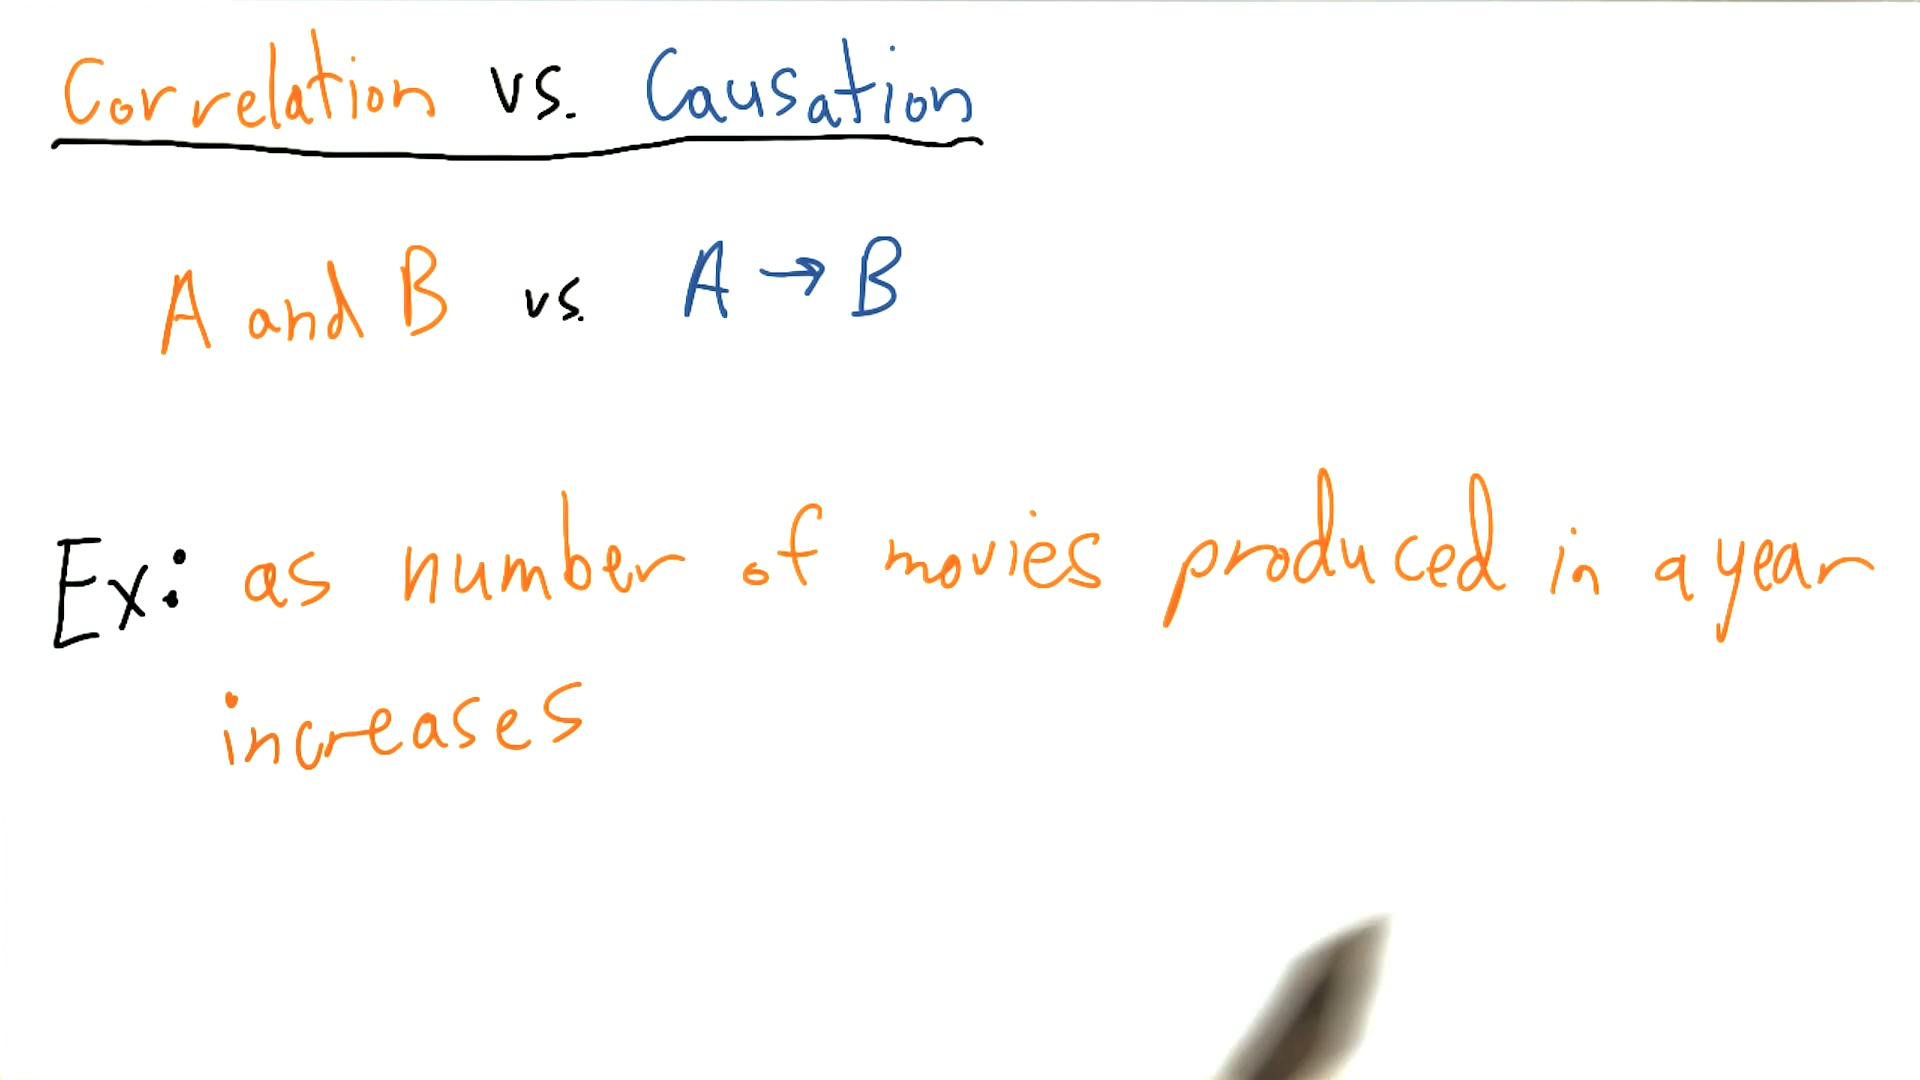 Correlation vs. Causation
A and B vs. A → B
Ex: as number of movies produced in a year
increases